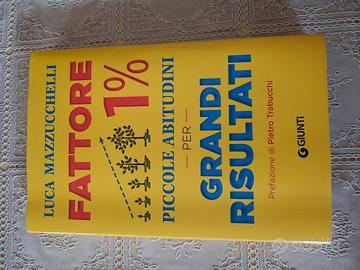 LUCA MAZZUCCHELLI
FATTORE
1%
PICCOLE ABITUDINI
PER
GRANDI
RISULTATI
Prefazione di Pietro Trabucchi
GIUNTI